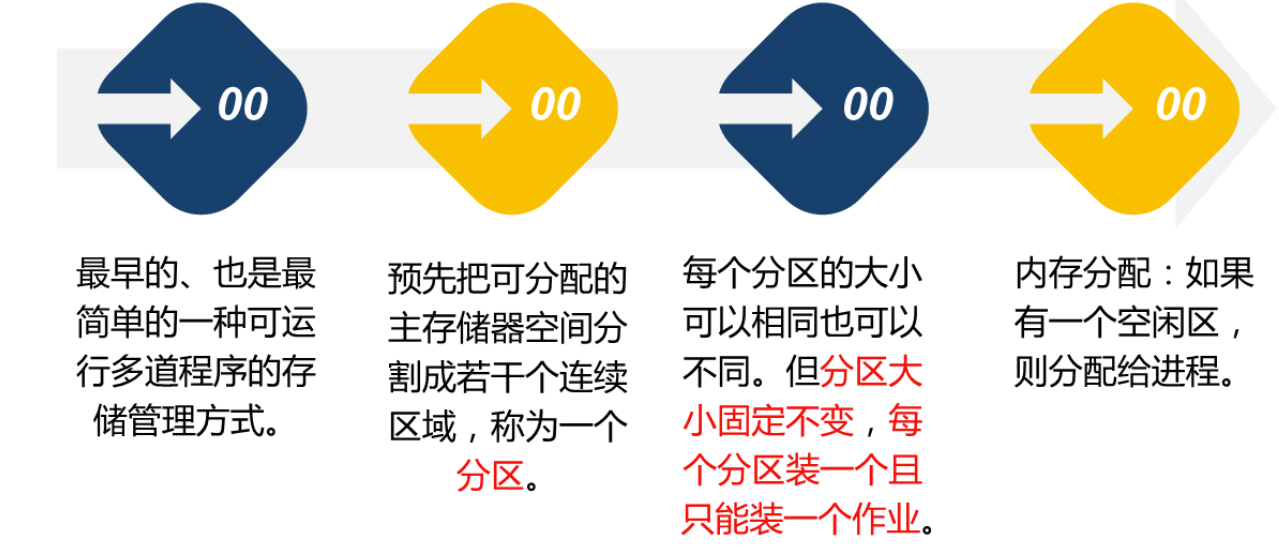 00
00
00
00
最早的、也是最
简单的一种可运
行多道程序的存
储管理方式。
预先把可分配的
主存储器空间分
割成若干个连续
区域，称为一个
分区。
每个分区的大小
可以相同也可以
不同。但分区大
小固定不变，每
个分区装一个且
只能装一个作业。
内存分配：如果
有一个空闲区，
则分配给进程。